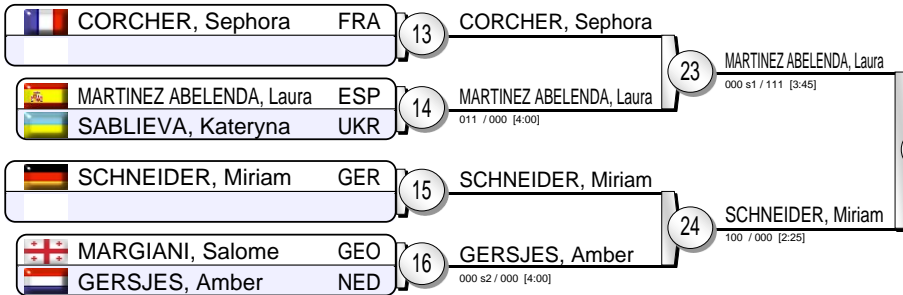 CORCHER, Sephora FRA
13
CORCHER, Sephora
MARTINEZ ABELENDA, Laura ESP
SABLIEVA, Kateryna UKR
14
MARTINEZ ABELENDA, Laura
011 / 000 [4:00]
23
MARTINEZ ABELENDA, Laura
000 s1 / 111 [3:45]
SCHNEIDER, Miriam GER
15
SCHNEIDER, Miriam
MARGIANI, Salome GEO
GERSJES, Amber NED
16
GERSJES, Amber
000 s2 / 000 [4:00]
24
SCHNEIDER, Miriam
100 / 000 [2:25]